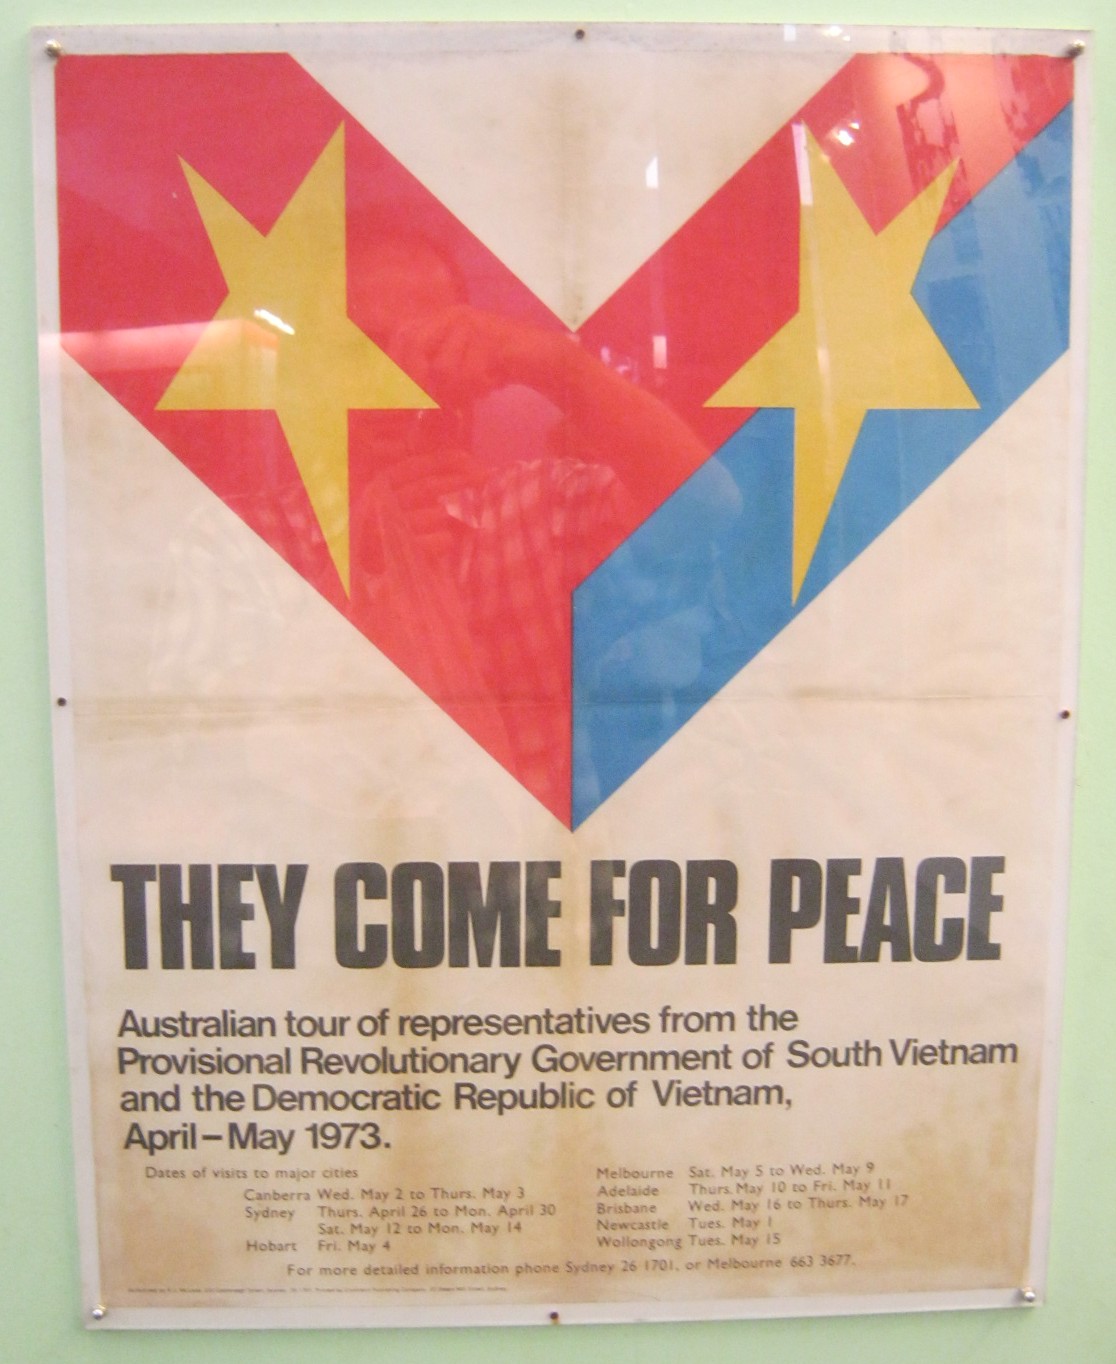 THEY COME FOR PEACE
Australian tour of representatives from the
Provisional Revolutionary Government of South Vietnam
and the Democratic Republic of Vietnam,
April–May 1973.
Dates of visits to major cities
Canberra Wed. May 2 to Thurs. May 3
Sydney Thurs. April 26 to Mon. April 30
Sat. May 12 to Mon. May 14
Hobart Fri. May 4
Melbourne Sat. May 5 to Wed. May 9
Adelaide Thurs. May 10 to Fri. May 11
Brisbane Wed. May 16 to Thurs. May 17
Newcastle Tues. May 1
Wollongong Tues. May 15
For more detailed information phone Sydney 26 1701, or Melbourne 663 3677.